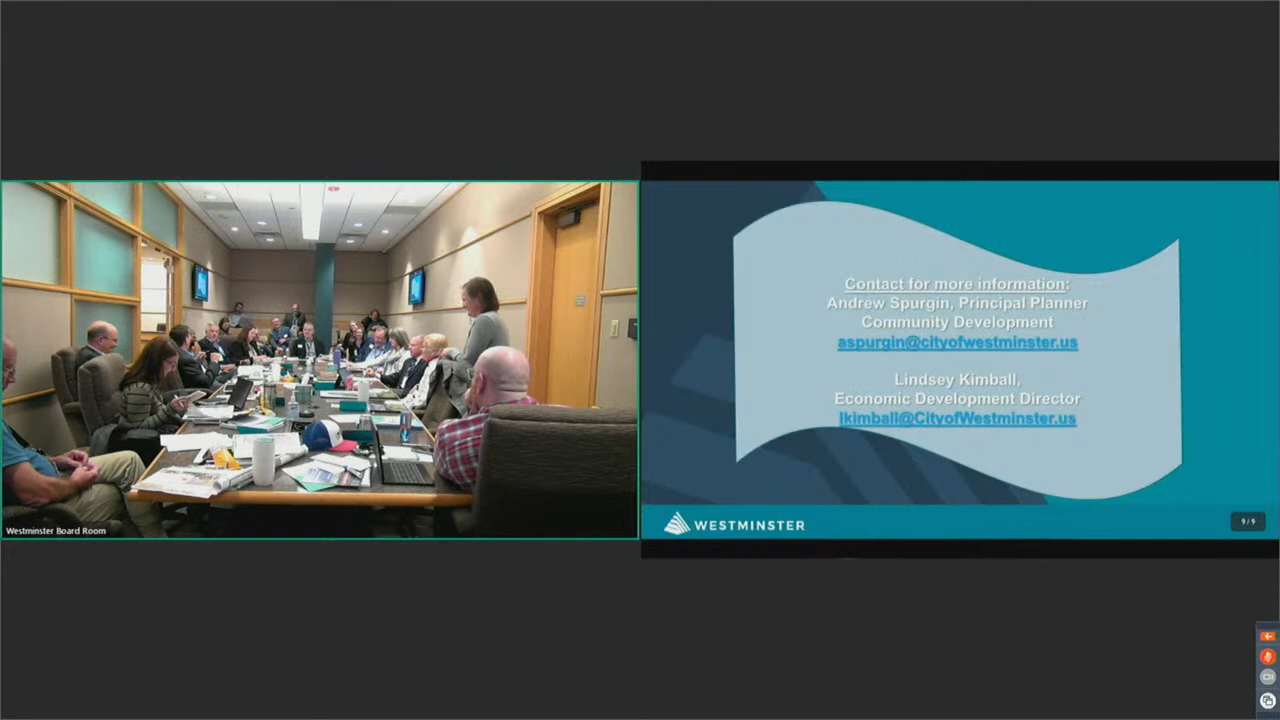 Contact for more information:
Andrew Spurgin, Principal Planner
Community Development
aspurgin@cityofwestminster.us
Lindsey Kimball,
Economic Development Director
lkimball@CityofWestminster.us
Westminster Board Room
WESTMINSTER
9/9